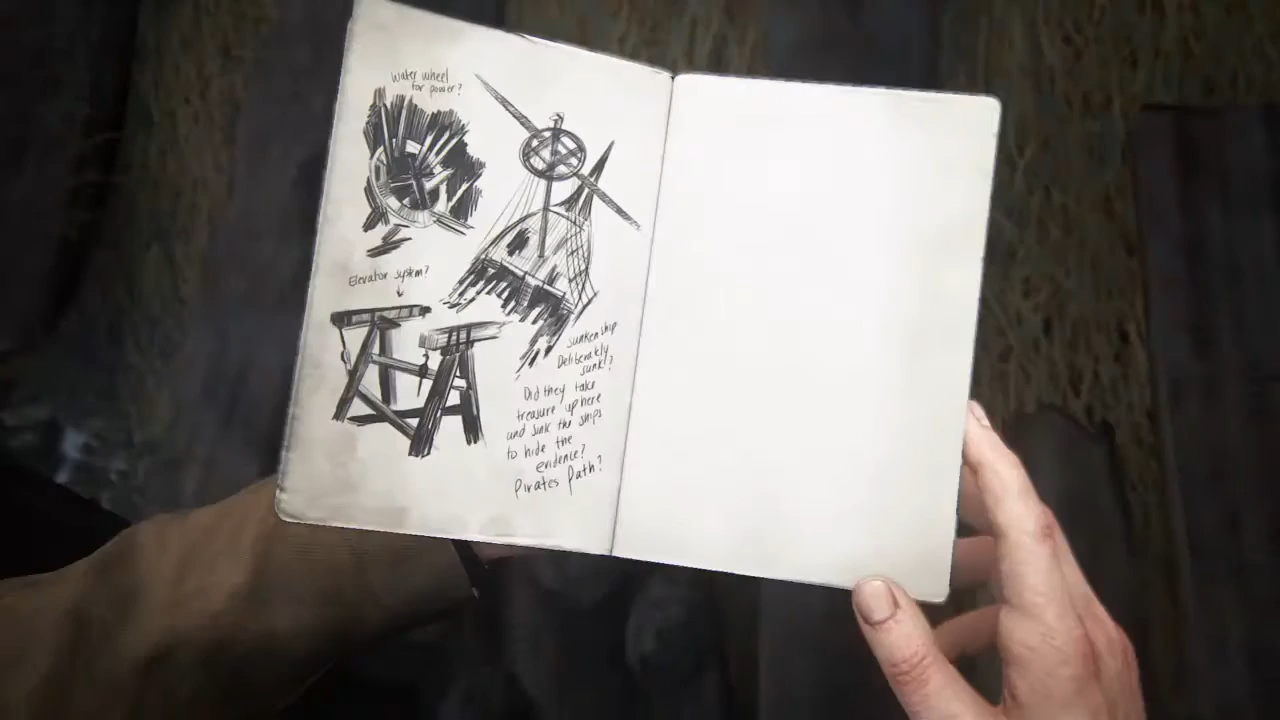 Water wheel
for power?
Elevator system?
Sunken ship
Deliberakly
sunk!?
Did they take
treasure up here
and sink the ships
to hide the
evidence?
Pirates Path?